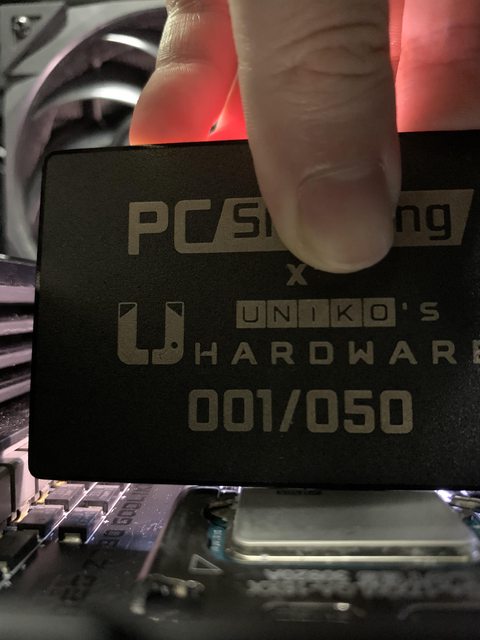 PC
X
UNIKO'S
HARDWARE
001/050